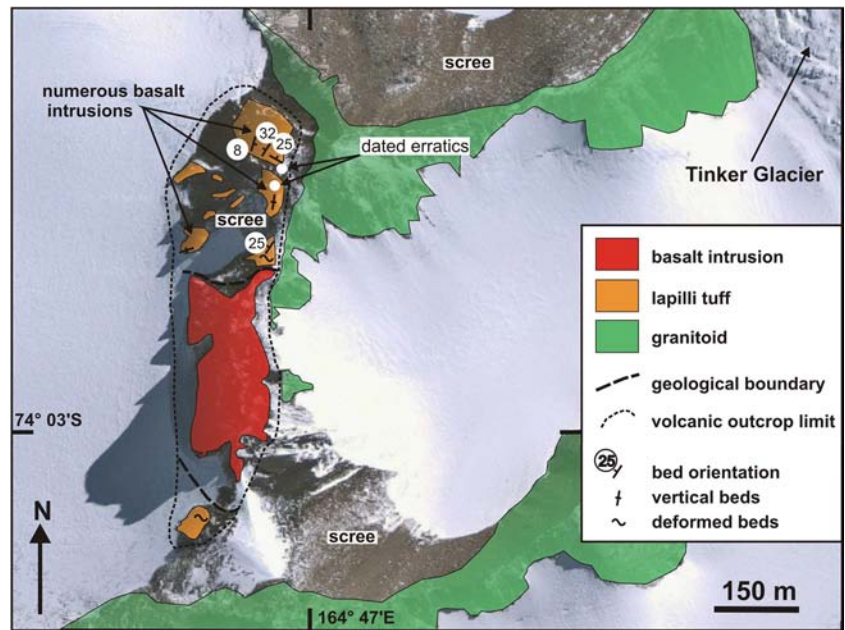 scree
numerous basalt
intrusions
32
8
25
dated erratics
Tinker Glacier
scree
25
basalt intrusion
lapilli tuff
granitoid
geological boundary
74° 03'S
volcanic outcrop limit
25
bed orientation
vertical beds
deformed beds
N
scree
150 m
164° 47'E